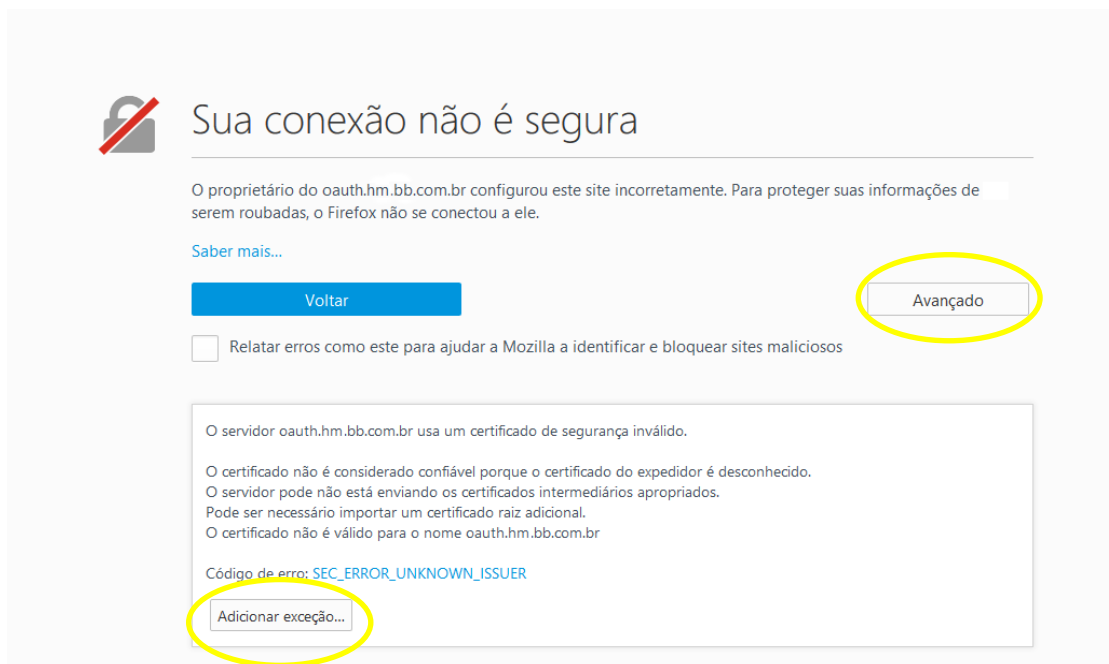 Sua conexão não é segura
O proprietário do oauth.hm.bb.com.br configurou este site incorretamente. Para proteger suas informações de
serem roubadas, o Firefox não se conectou a ele.
Saber mais...
Voltar
Avançado
Relatar erros como este para ajudar a Mozilla a identificar e bloquear sites maliciosos
O servidor oauth.hm.bb.com.br usa um certificado de segurança inválido.
O certificado não é considerado confiável porque o certificado do expedidor é desconhecido.
O servidor pode não está enviando os certificados intermediários apropriados.
Pode ser necessário importar um certificado raiz adicional.
O certificado não é válido para o nome oauth.hm.bb.com.br
Código de erro: SEC_ERROR_UNKNOWN_ISSUER
Adicionar exceção...